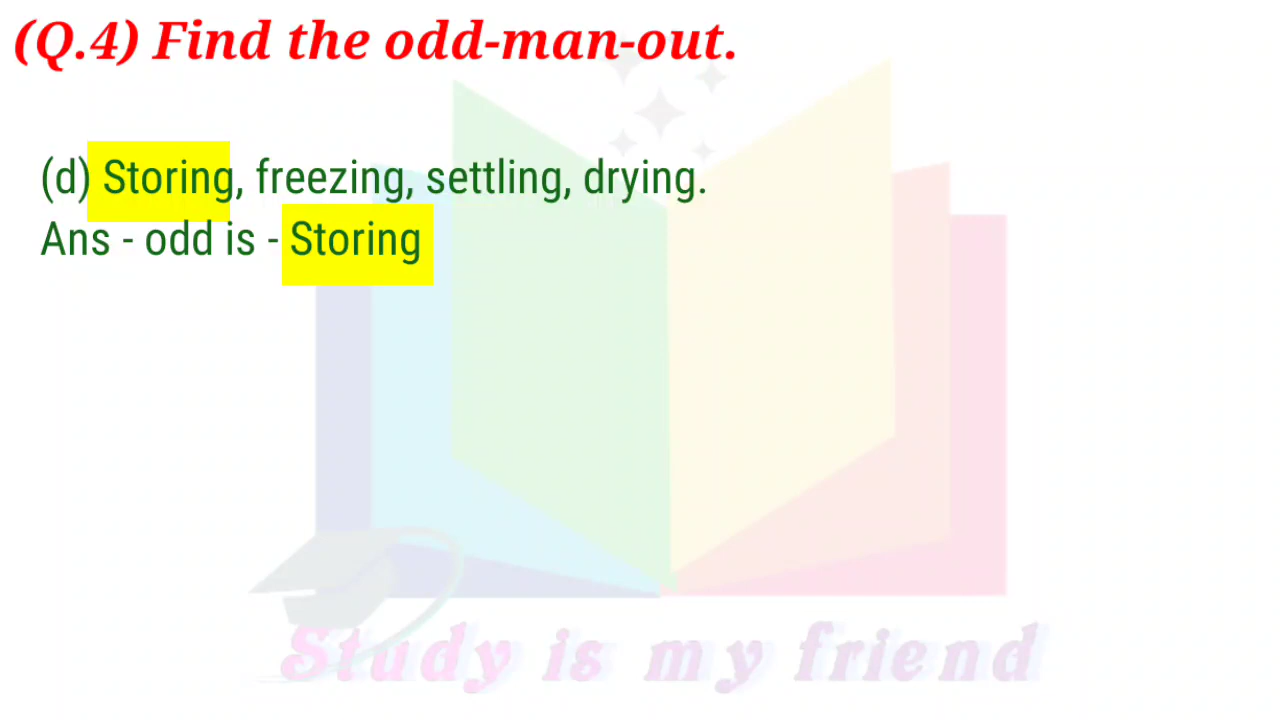 (Q.4) Find the odd-man-out.
(d) Storing, freezing, settling, drying.
Ans - odd is - Storing
Study is my friend